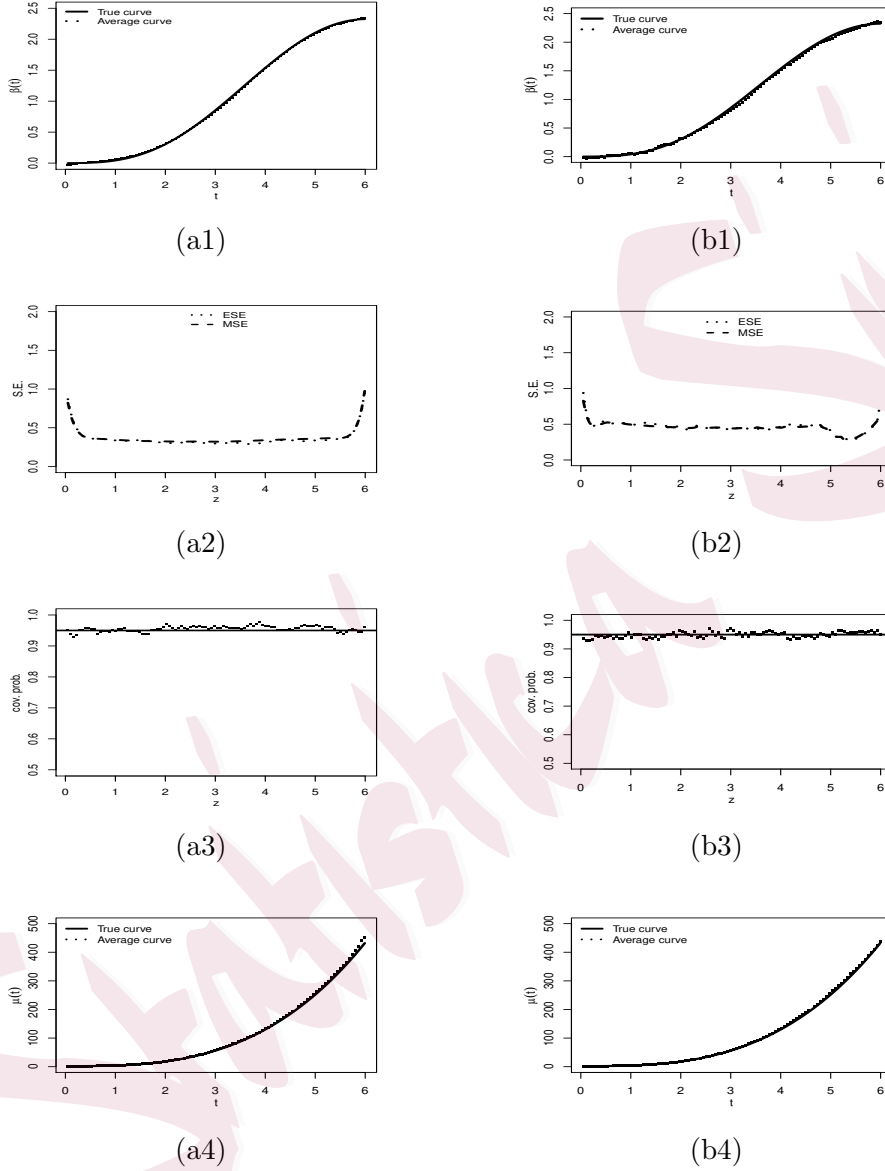 True curve
Average curve
β(t)
2.5
2.0
1.5
1.0
0.5
0.0
0 1 2 3 4 5 6
t
(a1)
True curve
Average curve
β(t)
2.5
2.0
1.5
1.0
0.5
0.0
0 1 2 3 4 5 6
t
(b1)
ESE
MSE
S.E.
2.0
1.5
1.0
0.5
0.0
0 1 2 3 4 5 6
z
(a2)
ESE
MSE
S.E.
2.0
1.5
1.0
0.5
0.0
0 1 2 3 4 5 6
z
(b2)
cov. prob.
1.0
0.9
0.8
0.7
0.6
0.5
0 1 2 3 4 5 6
z
(a3)
cov. prob.
1.0
0.9
0.8
0.7
0.6
0.5
0 1 2 3 4 5 6
z
(b3)
True curve
Average curve
μ(t)
500
400
300
200
100
0
0 1 2 3 4 5 6
t
(a4)
True curve
Average curve
μ(t)
500
400
300
200
100
0
0 1 2 3 4 5 6
t
(b4)
Statistica